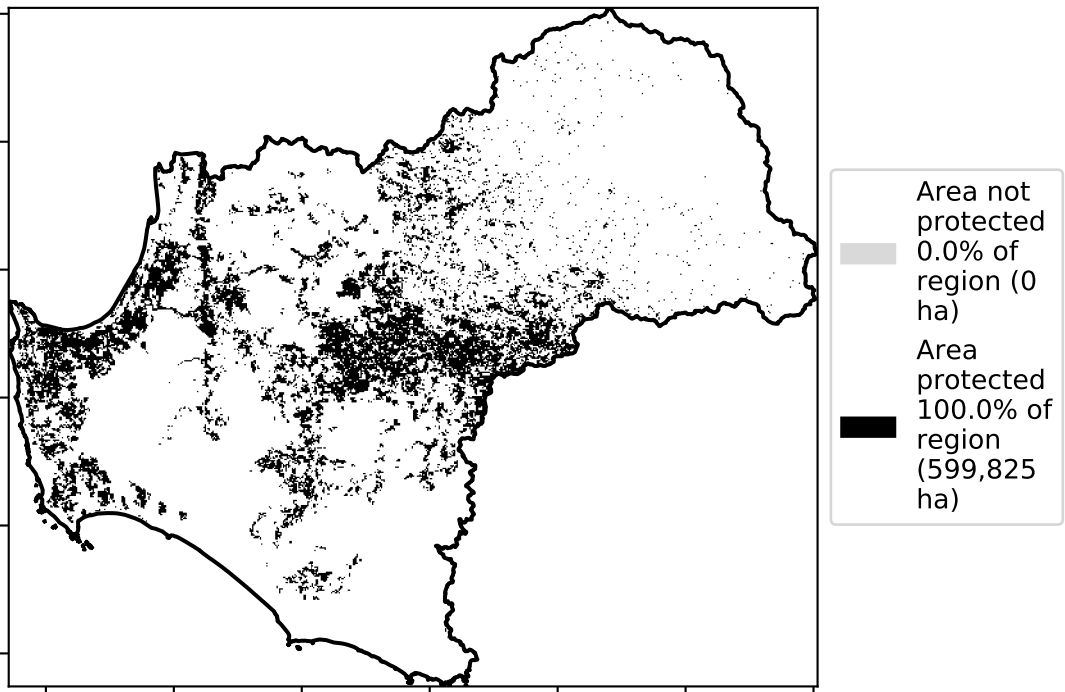 Area not
protected
0.0% of
region (0
ha)
Area
protected
100.0% of
region
(599,825
ha)